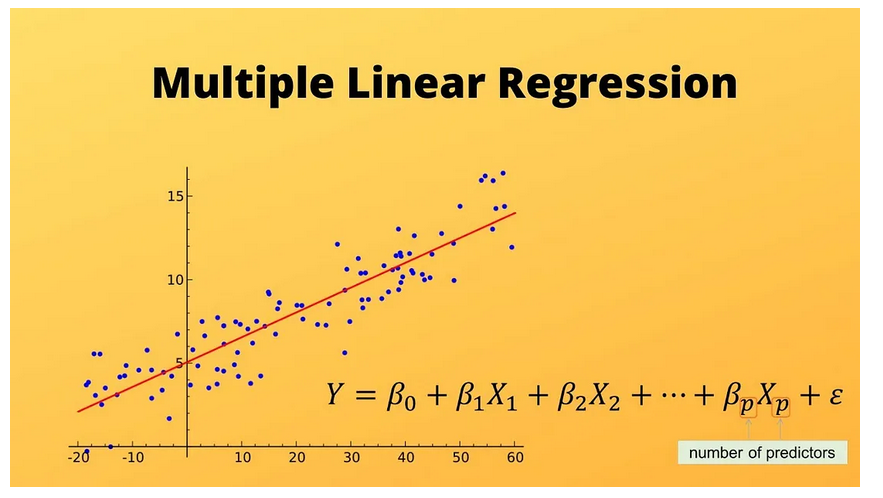 Multiple Linear Regression
15
10
5
-20 -10 10 20 30 40 50 60
Y = β₀ + β₁X₁ + β₂X₂ + ⋯ + βₚXₚ + ε
number of predictors